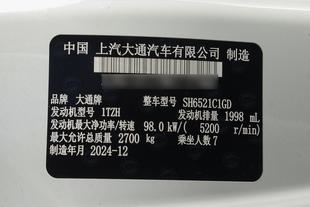 中国 上汽大通汽车有限公司 制造
品牌 大通牌 整车型号 SH6521C1GD
发动机型号 1TZH 发动机排量 1998 mL
发动机最大净功率/转速 98.0 kW/( 5200 r/min)
最大允许总质量 2700 kg 乘坐人数 7
制造年月 2024-12